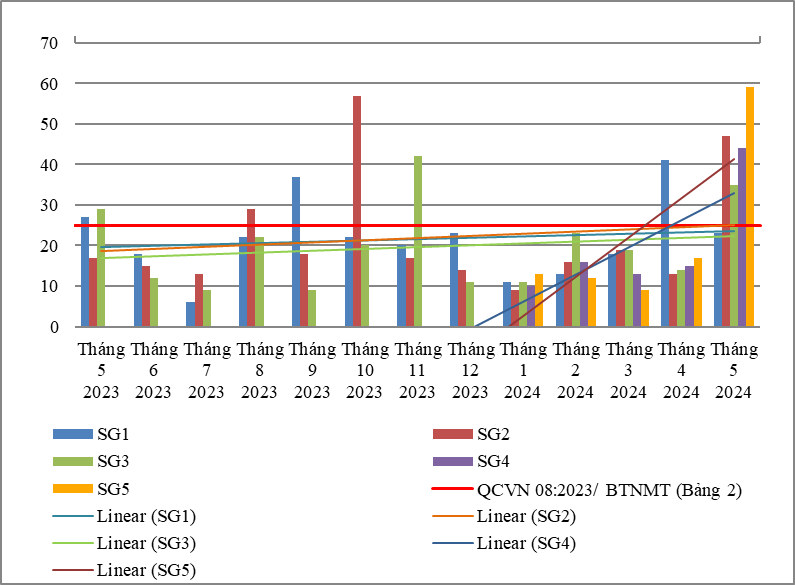 70
60
50
40
30
20
10
0
Tháng Tháng Tháng Tháng Tháng Tháng Tháng Tháng Tháng Tháng Tháng Tháng Tháng
5 6 7 8 9 10 11 12 1 2 3 4 5
2023 2023 2023 2023 2023 2023 2023 2023 2024 2024 2024 2024 2024
SG1 SG2
SG3 SG4
SG5 QCVN 08:2023/ BTNMT (Bảng 2)
Linear (SG1) Linear (SG2)
Linear (SG3) Linear (SG4)
Linear (SG5)